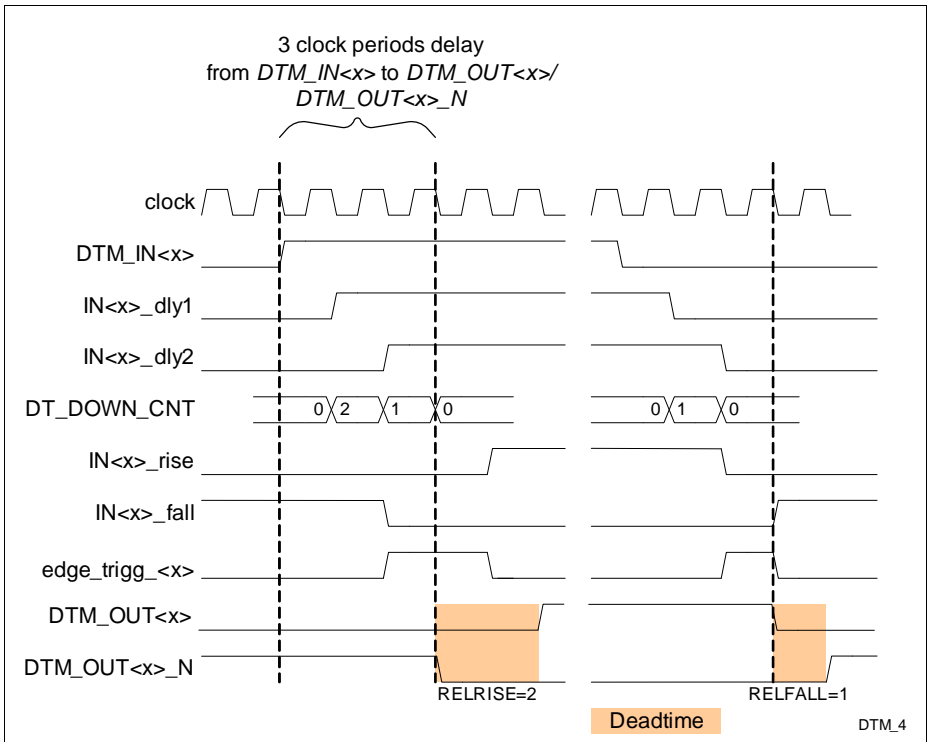 3 clock periods delay
from DTM_IN<x> to DTM_OUT<x>/
DTM_OUT<x>_N
clock
DTM_IN<x>
IN<x>_dly1
IN<x>_dly2
DT_DOWN_CNT 0 2 1 0 0 1 0
IN<x>_rise
IN<x>_fall
edge_trigg_<x>
DTM_OUT<x>
DTM_OUT<x>_N
RELRISE=2 RELFALL=1
Deadtime
DTM_4